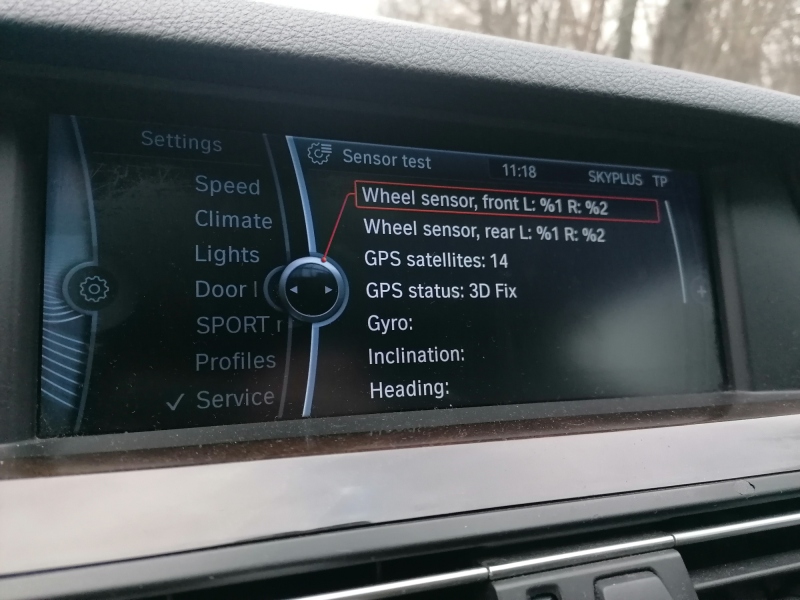 Settings
Speed
Climate
Lights
Door l
SPORT
Profiles
Service
Sensor test
11:18
SKYPLUS TP
Wheel sensor, front L: %1 R: %2
Wheel sensor, rear L: %1 R: %2
GPS satellites: 14
GPS status: 3D Fix
Gyro:
Inclination:
Heading: